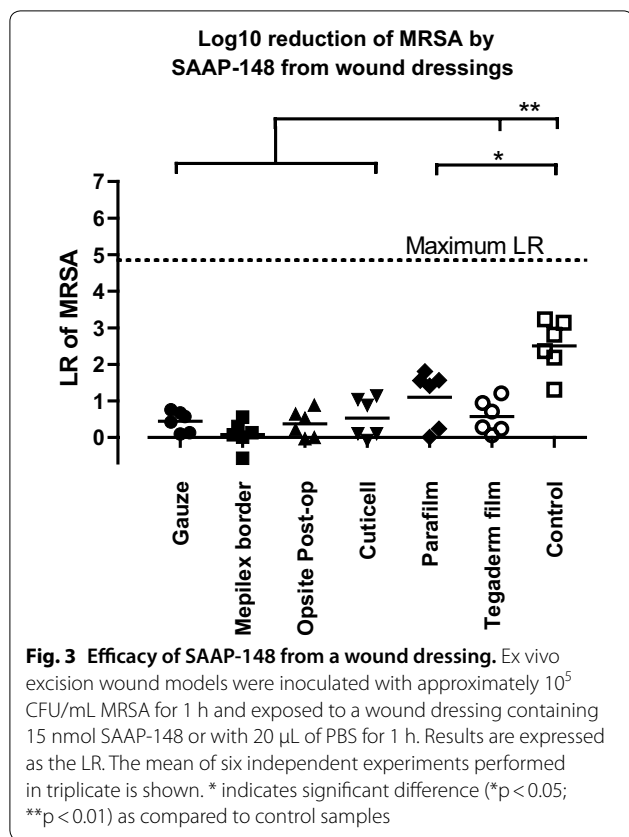 Log10 reduction of MRSA by
SAAP-148 from wound dressings
**
*
7
6
5
4
3
2
1
0
LR of MRSA
Maximum LR
Gauze
Mepilex border
Opsite Post-op
Cuticell
Parafilm
Tegaderm film
Control
Fig. 3 Efficacy of SAAP-148 from a wound dressing. Ex vivo
excision wound models were inoculated with approximately 10⁵
CFU/mL MRSA for 1 h and exposed to a wound dressing containing
15 nmol SAAP-148 or with 20 µL of PBS for 1 h. Results are expressed
as the LR. The mean of six independent experiments performed
in triplicate is shown. * indicates significant difference (*p < 0.05;
**p < 0.01) as compared to control samples